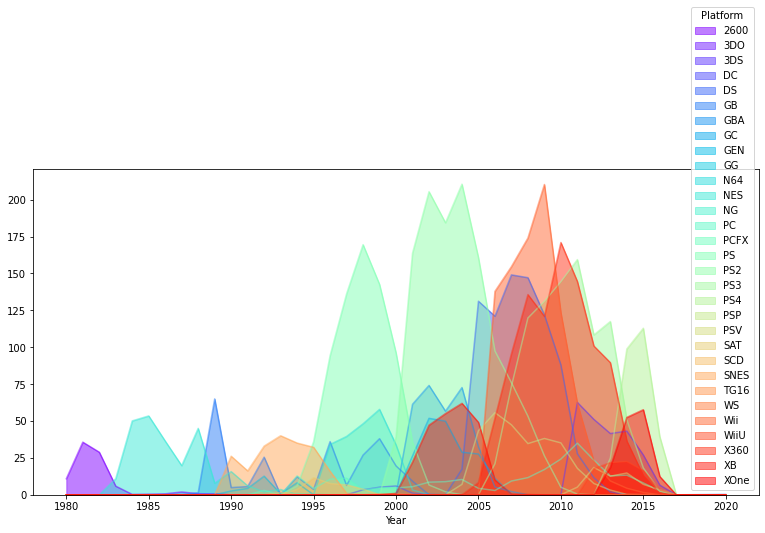 Platform
2600
3DO
3DS
DC
DS
GB
GBA
GC
GEN
GG
N64
NES
NG
PC
PCFX
PS
PS2
PS3
PS4
PSP
PSV
SAT
SCD
SNES
TG16
WS
Wii
WiiU
X360
XB
XOne
200
175
150
125
100
75
50
25
0
1980 1985 1990 1995 2000 2005 2010 2015 2020
Year